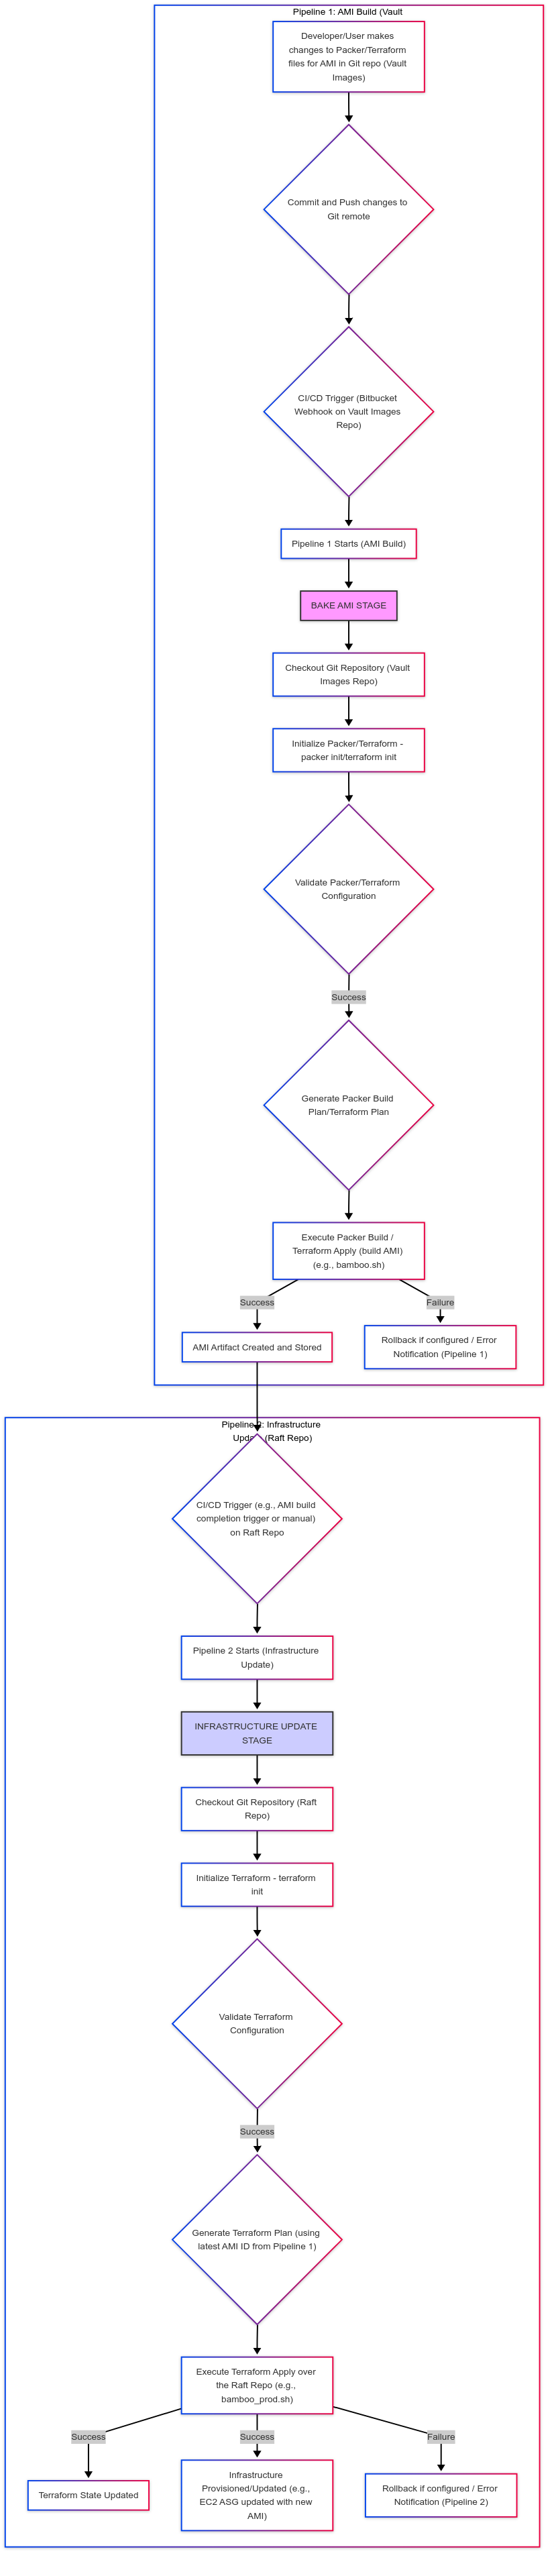 Pipeline 1: AMI Build (Vault
Developer/User makes
changes to Packer/Terraform
files for AMI in Git repo (Vault
Images)
Commit and Push changes to
Git remote
CI/CD Trigger (Bitbucket
Webhook on Vault Images
Repo)
Pipeline 1 Starts (AMI Build)
BAKE AMI STAGE
Checkout Git Repository (Vault
Images Repo)
Initialize Packer/Terraform -
packer init/terraform init
Validate Packer/Terraform
Configuration
Success
Generate Packer Build
Plan/Terraform Plan
Execute Packer Build /
Terraform Apply (build AMI)
(e.g., bamboo.sh)
Success
Failure
AMI Artifact Created and Stored
Rollback if configured / Error
Notification (Pipeline 1)
Pipeline 2: Infrastructure
(Raft Repo)
CI/CD Trigger (e.g., AMI build
completion trigger or manual)
on Raft Repo
Pipeline 2 Starts (Infrastructure
Update)
INFRASTRUCTURE UPDATE
STAGE
Checkout Git Repository (Raft
Repo)
Initialize Terraform - terraform
init
Validate Terraform
Configuration
Success
Generate Terraform Plan (using
latest AMI ID from Pipeline 1)
Execute Terraform Apply over
the Raft Repo (e.g.,
bamboo_prod.sh)
Success
Success
Failure
Terraform State Updated
Infrastructure
Provisioned/Updated (e.g.,
EC2 ASG updated with new
AMI)
Rollback if configured / Error
Notification (Pipeline 2)